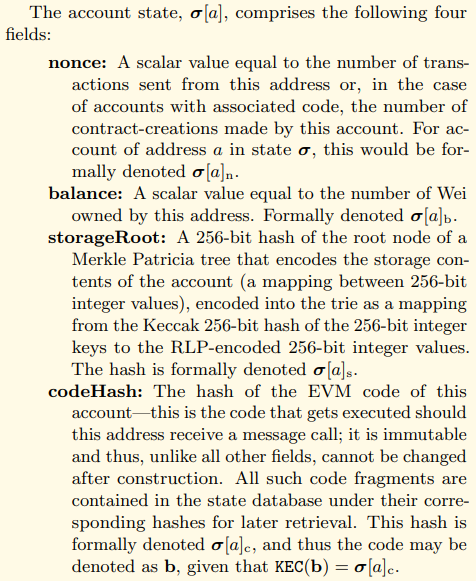 The account state, σ[a], comprises the following four
fields:
nonce: A scalar value equal to the number of trans-
actions sent from this address or, in the case
of accounts with associated code, the number of
contract-creations made by this account. For ac-
count of address a in state σ, this would be for-
mally denoted σ[a]ₙ.
balance: A scalar value equal to the number of Wei
owned by this address. Formally denoted σ[a]b.
storageRoot: A 256-bit hash of the root node of a
Merkle Patricia tree that encodes the storage con-
tents of the account (a mapping between 256-bit
integer values), encoded into the trie as a mapping
from the Keccak 256-bit hash of the 256-bit integer
keys to the RLP-encoded 256-bit integer values.
The hash is formally denoted σ[a]ₛ.
codeHash: The hash of the EVM code of this
account—this is the code that gets executed should
this address receive a message call; it is immutable
and thus, unlike all other fields, cannot be changed
after construction. All such code fragments are
contained in the state database under their corre-
sponding hashes for later retrieval. This hash is
formally denoted σ[a]c, and thus the code may be
denoted as b, given that KEC(b) = σ[a]c.